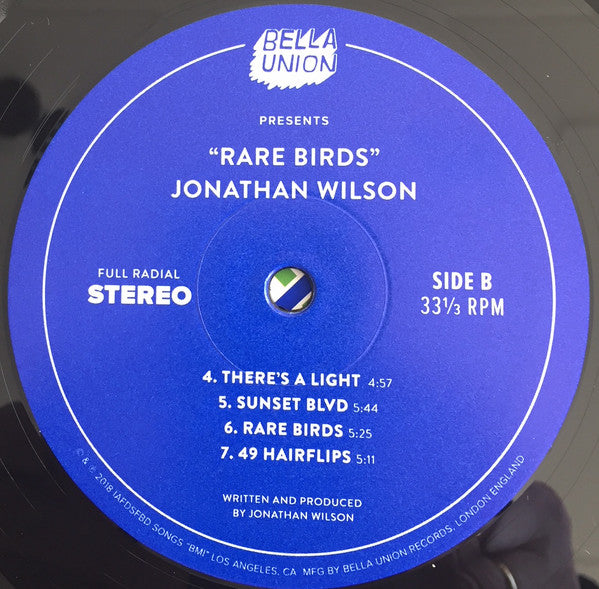 BELLA
UNION
PRESENTS
“RARE BIRDS”
JONATHAN WILSON
FULL RADIAL
STEREO
SIDE B
33⅓ RPM
4. THERE'S A LIGHT 4:57
5. SUNSET BLVD 5:44
6. RARE BIRDS 5:25
7. 49 HAIRFLIPS 5:11
WRITTEN AND PRODUCED
BY JONATHAN WILSON
© & ℗ 2018 IAFDSFBD SONGS "BMI" LOS ANGELES, CA MFG BY BELLA UNION RECORDS, LONDON ENGLAND